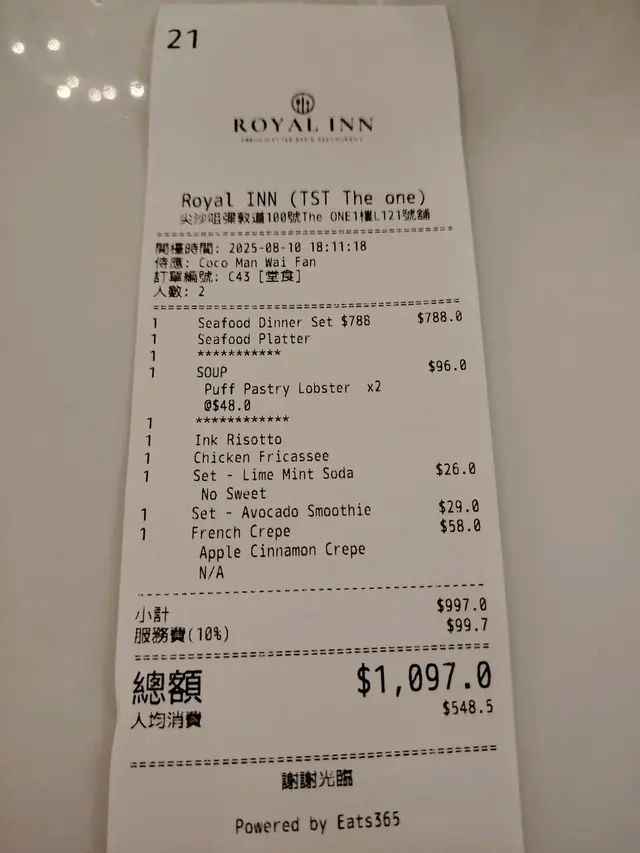 21
ROYAL INN
Royal INN (TST The one)
尖沙咀彌敦道100號The ONE1樓L121號舖
開檯時間: 2025-08-10 18:11:18
侍應: Coco Man Wai Fan
訂單編號: C43 [堂食]
人數: 2
1 Seafood Dinner Set $788 $788.0
1 Seafood Platter
1 ***********
1 SOUP $96.0
Puff Pastry Lobster x2
@$48.0
1 ************
1 Ink Risotto
1 Chicken Fricassee
1 Set - Lime Mint Soda $26.0
No Sweet
1 Set - Avocado Smoothie $29.0
1 French Crepe $58.0
Apple Cinnamon Crepe
N/A
小計 $997.0
服務費(10%) $99.7
總額 $1,097.0
人均消費 $548.5
謝謝光臨
Powered by Eats365